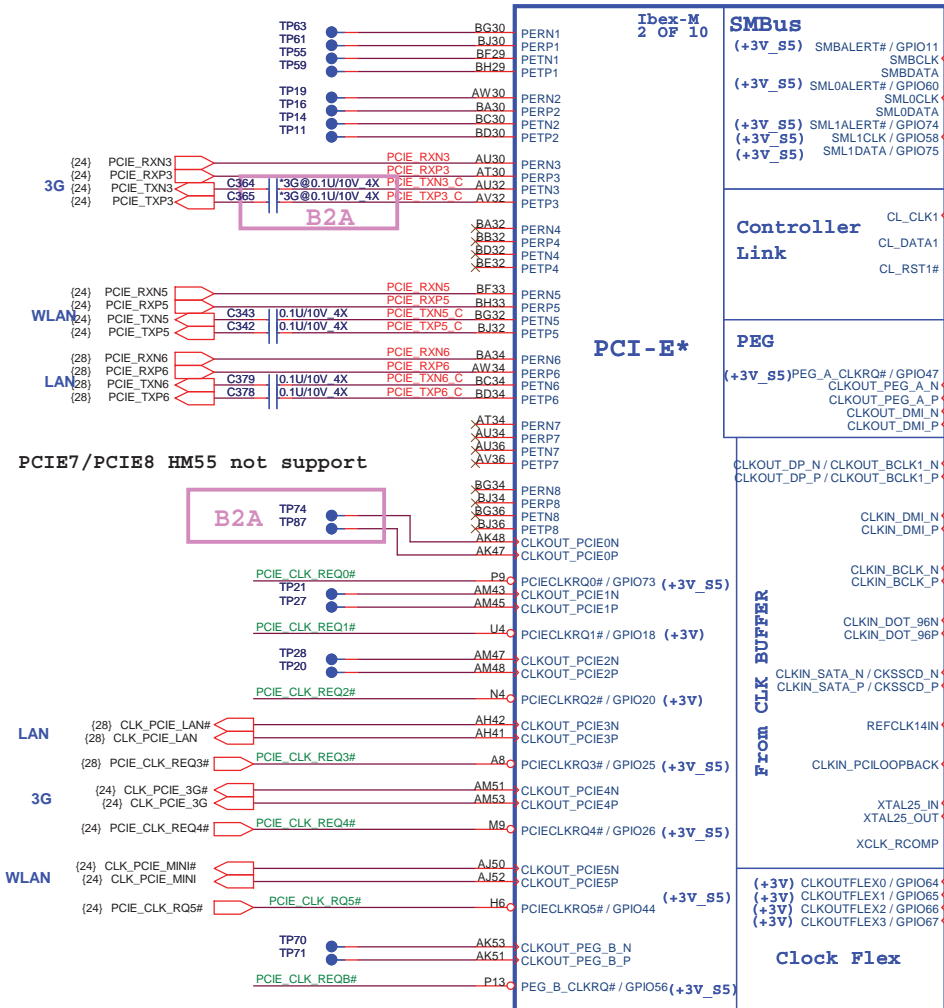 Ibex-M
2 OF 10
PCI-E*
TP63 BG30 PERN1
TP61 BJ30 PERP1
TP55 BF29 PETN1
TP59 BH29 PETP1
TP19 AW30 PERN2
TP16 BA30 PERP2
TP14 BC30 PETN2
TP11 BD30 PETP2
3G
{24} PCIE_RXN3 PCIE_RXN3 AU30 PERN3
{24} PCIE_RXP3 PCIE_RXP3 AT30 PERP3
{24} PCIE_TXN3 C364 *3G@0.1U/10V_4X PCIE_TXN3_C AU32 PETN3
{24} PCIE_TXP3 C365 *3G@0.1U/10V_4X PCIE_TXP3_C AV32 PETP3
B2A
BA32 PERN4
BB32 PERP4
BD32 PETN4
BE32 PETP4
WLAN
{24} PCIE_RXN5 PCIE_RXN5 BF33 PERN5
{24} PCIE_RXP5 PCIE_RXP5 BH33 PERP5
{24} PCIE_TXN5 C343 0.1U/10V_4X PCIE_TXN5_C BG32 PETN5
{24} PCIE_TXP5 C342 0.1U/10V_4X PCIE_TXP5_C BJ32 PETP5
LAN
{28} PCIE_RXN6 PCIE_RXN6 BA34 PERN6
{28} PCIE_RXP6 AW34 PERP6
{28} PCIE_TXN6 C379 0.1U/10V_4X PCIE_TXN6_C BC34 PETN6
{28} PCIE_TXP6 C378 0.1U/10V_4X PCIE_TXP6_C BD34 PETP6
AT34 PERN7
AU34 PERP7
AU36 PETN7
AV36 PETP7
PCIE7/PCIE8 HM55 not support
BG34 PERN8
BJ34 PERP8
BG36 PETN8
BJ36 PETP8
B2A
TP74 AK48 CLKOUT_PCIE0N
TP87 AK47 CLKOUT_PCIE0P
PCIE_CLK_REQ0# P9 PCIECLKRQ0# / GPIO73 (+3V_S5)
TP21 AM43 CLKOUT_PCIE1N
TP27 AM45 CLKOUT_PCIE1P
PCIE_CLK_REQ1# U4 PCIECLKRQ1# / GPIO18 (+3V)
TP28 AM47 CLKOUT_PCIE2N
TP20 AM48 CLKOUT_PCIE2P
PCIE_CLK_REQ2# N4 PCIECLKRQ2# / GPIO20 (+3V)
LAN
{28} CLK_PCIE_LAN# AH42 CLKOUT_PCIE3N
{28} CLK_PCIE_LAN AH41 CLKOUT_PCIE3P
{28} PCIE_CLK_REQ3# PCIE_CLK_REQ3# A8 PCIECLKRQ3# / GPIO25 (+3V_S5)
3G
{24} CLK_PCIE_3G# AM51 CLKOUT_PCIE4N
{24} CLK_PCIE_3G AM53 CLKOUT_PCIE4P
{24} PCIE_CLK_REQ4# PCIE_CLK_REQ4# M9 PCIECLKRQ4# / GPIO26 (+3V_S5)
WLAN
{24} CLK_PCIE_MINI# AJ50 CLKOUT_PCIE5N
{24} CLK_PCIE_MINI AJ52 CLKOUT_PCIE5P
{24} PCIE_CLK_RQ5# PCIE_CLK_RQ5# H6 PCIECLKRQ5# / GPIO44 (+3V_S5)
TP70 AK53 CLKOUT_PEG_B_N
TP71 AK51 CLKOUT_PEG_B_P
PCIE_CLK_REQB# P13 PEG_B_CLKRQ# / GPIO56 (+3V_S5)
SMBus
(+3V_S5) SMBALERT# / GPIO11
SMBCLK
SMBDATA
(+3V_S5) SML0ALERT# / GPIO60
SML0CLK
SML0DATA
(+3V_S5) SML1ALERT# / GPIO74
(+3V_S5) SML1CLK / GPIO58
(+3V_S5) SML1DATA / GPIO75
Controller
Link
CL_CLK1
CL_DATA1
CL_RST1#
PEG
(+3V_S5) PEG_A_CLKRQ# / GPIO47
CLKOUT_PEG_A_N
CLKOUT_PEG_A_P
CLKOUT_DMI_N
CLKOUT_DMI_P
CLKOUT_DP_N / CLKOUT_BCLK1_N
CLKOUT_DP_P / CLKOUT_BCLK1_P
From CLK BUFFER
CLKIN_DMI_N
CLKIN_DMI_P
CLKIN_BCLK_N
CLKIN_BCLK_P
CLKIN_DOT_96N
CLKIN_DOT_96P
CLKIN_SATA_N / CKSSCD_N
CLKIN_SATA_P / CKSSCD_P
REFCLK14IN
CLKIN_PCILOOPBACK
XTAL25_IN
XTAL25_OUT
XCLK_RCOMP
(+3V) CLKOUTFLEX0 / GPIO64
(+3V) CLKOUTFLEX1 / GPIO65
(+3V) CLKOUTFLEX2 / GPIO66
(+3V) CLKOUTFLEX3 / GPIO67
Clock Flex